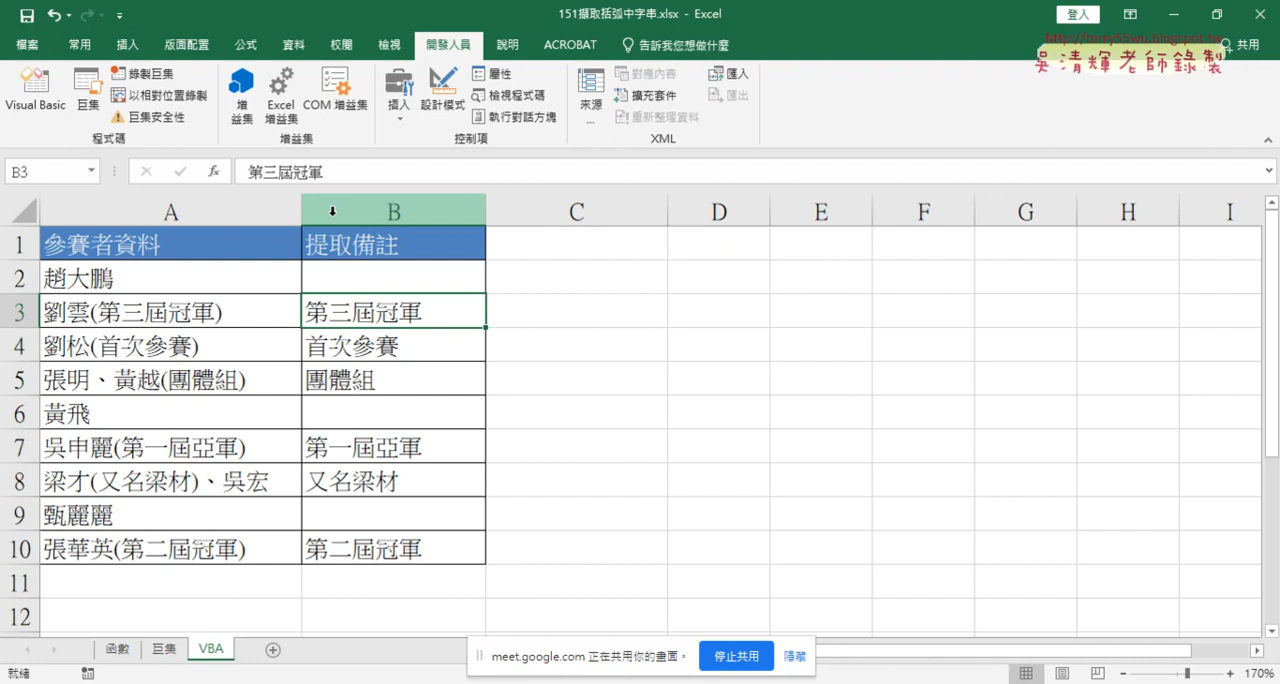 151擷取括弧中字串.xlsx - Excel
登入
檔案 常用 插入 版面配置 公式 資料 校閱 檢視 開發人員 說明 ACROBAT 告訴我您想做什麼 共用
http://terry55wu.blogspot.tw
吳清輝老師錄製
Visual Basic 巨集 錄製巨集 以相對位置錄製 巨集安全性
程式碼
增益集 Excel 增益集 COM 增益集
增益集
插入 設計模式 屬性 檢視程式碼 執行對話方塊
控制項
來源... 對應內容 擴充套件 重新整理資料 匯入 匯出
XML
B3 fx 第三屆冠軍
A B C D E F G H I
1 參賽者資料 提取備註
2 趙大鵬
3 劉雲(第三屆冠軍) 第三屆冠軍
4 劉松(首次參賽) 首次參賽
5 張明、黃越(團體組) 團體組
6 黃飛
7 吳申麗(第一屆亞軍) 第一屆亞軍
8 梁才(又名梁材)、吳宏 又名梁材
9 甄麗麗
10 張華英(第二屆冠軍) 第二屆冠軍
11
12
函數 巨集 VBA
meet.google.com 正在共用你的畫面。 停止共用 隱藏
就緒 170%